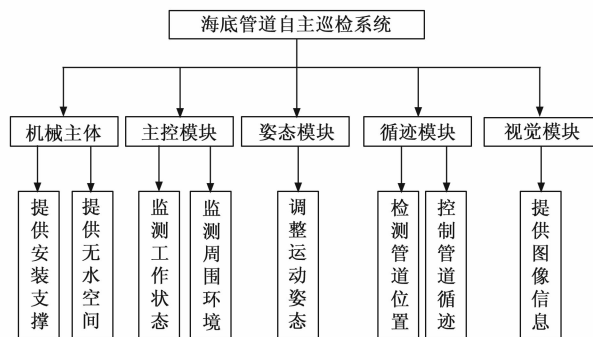 海底管道自主巡检系统
机械主体
主控模块
姿态模块
循迹模块
视觉模块
提供安装支撑
提供无水空间
监测工作状态
监测周围环境
调整运动姿态
检测管道位置
控制管道循迹
提供图像信息